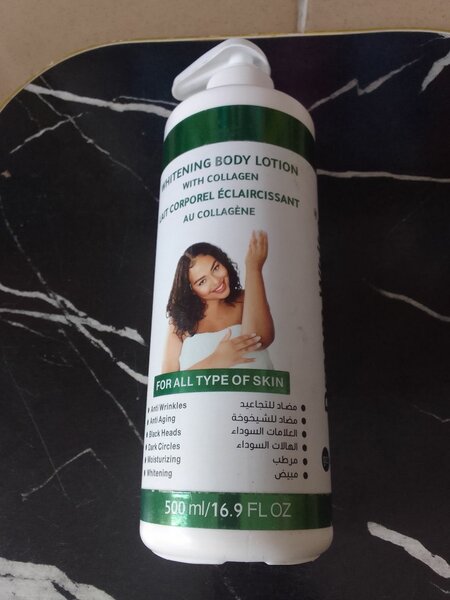 WHITENING BODY LOTION
WITH COLLAGEN
LAIT CORPOREL ÉCLAIRCISSANT
AU COLLAGÈNE
FOR ALL TYPE OF SKIN
Anti Wrinkles
Anti Aging
Black Heads
Dark Circles
Moisturizing
Whitening
مضاد للتجاعيد
مضاد للشيخوخة
العلامات السوداء
الهالات السوداء
مرطب
مبيض
500 ml/16.9 FL OZ